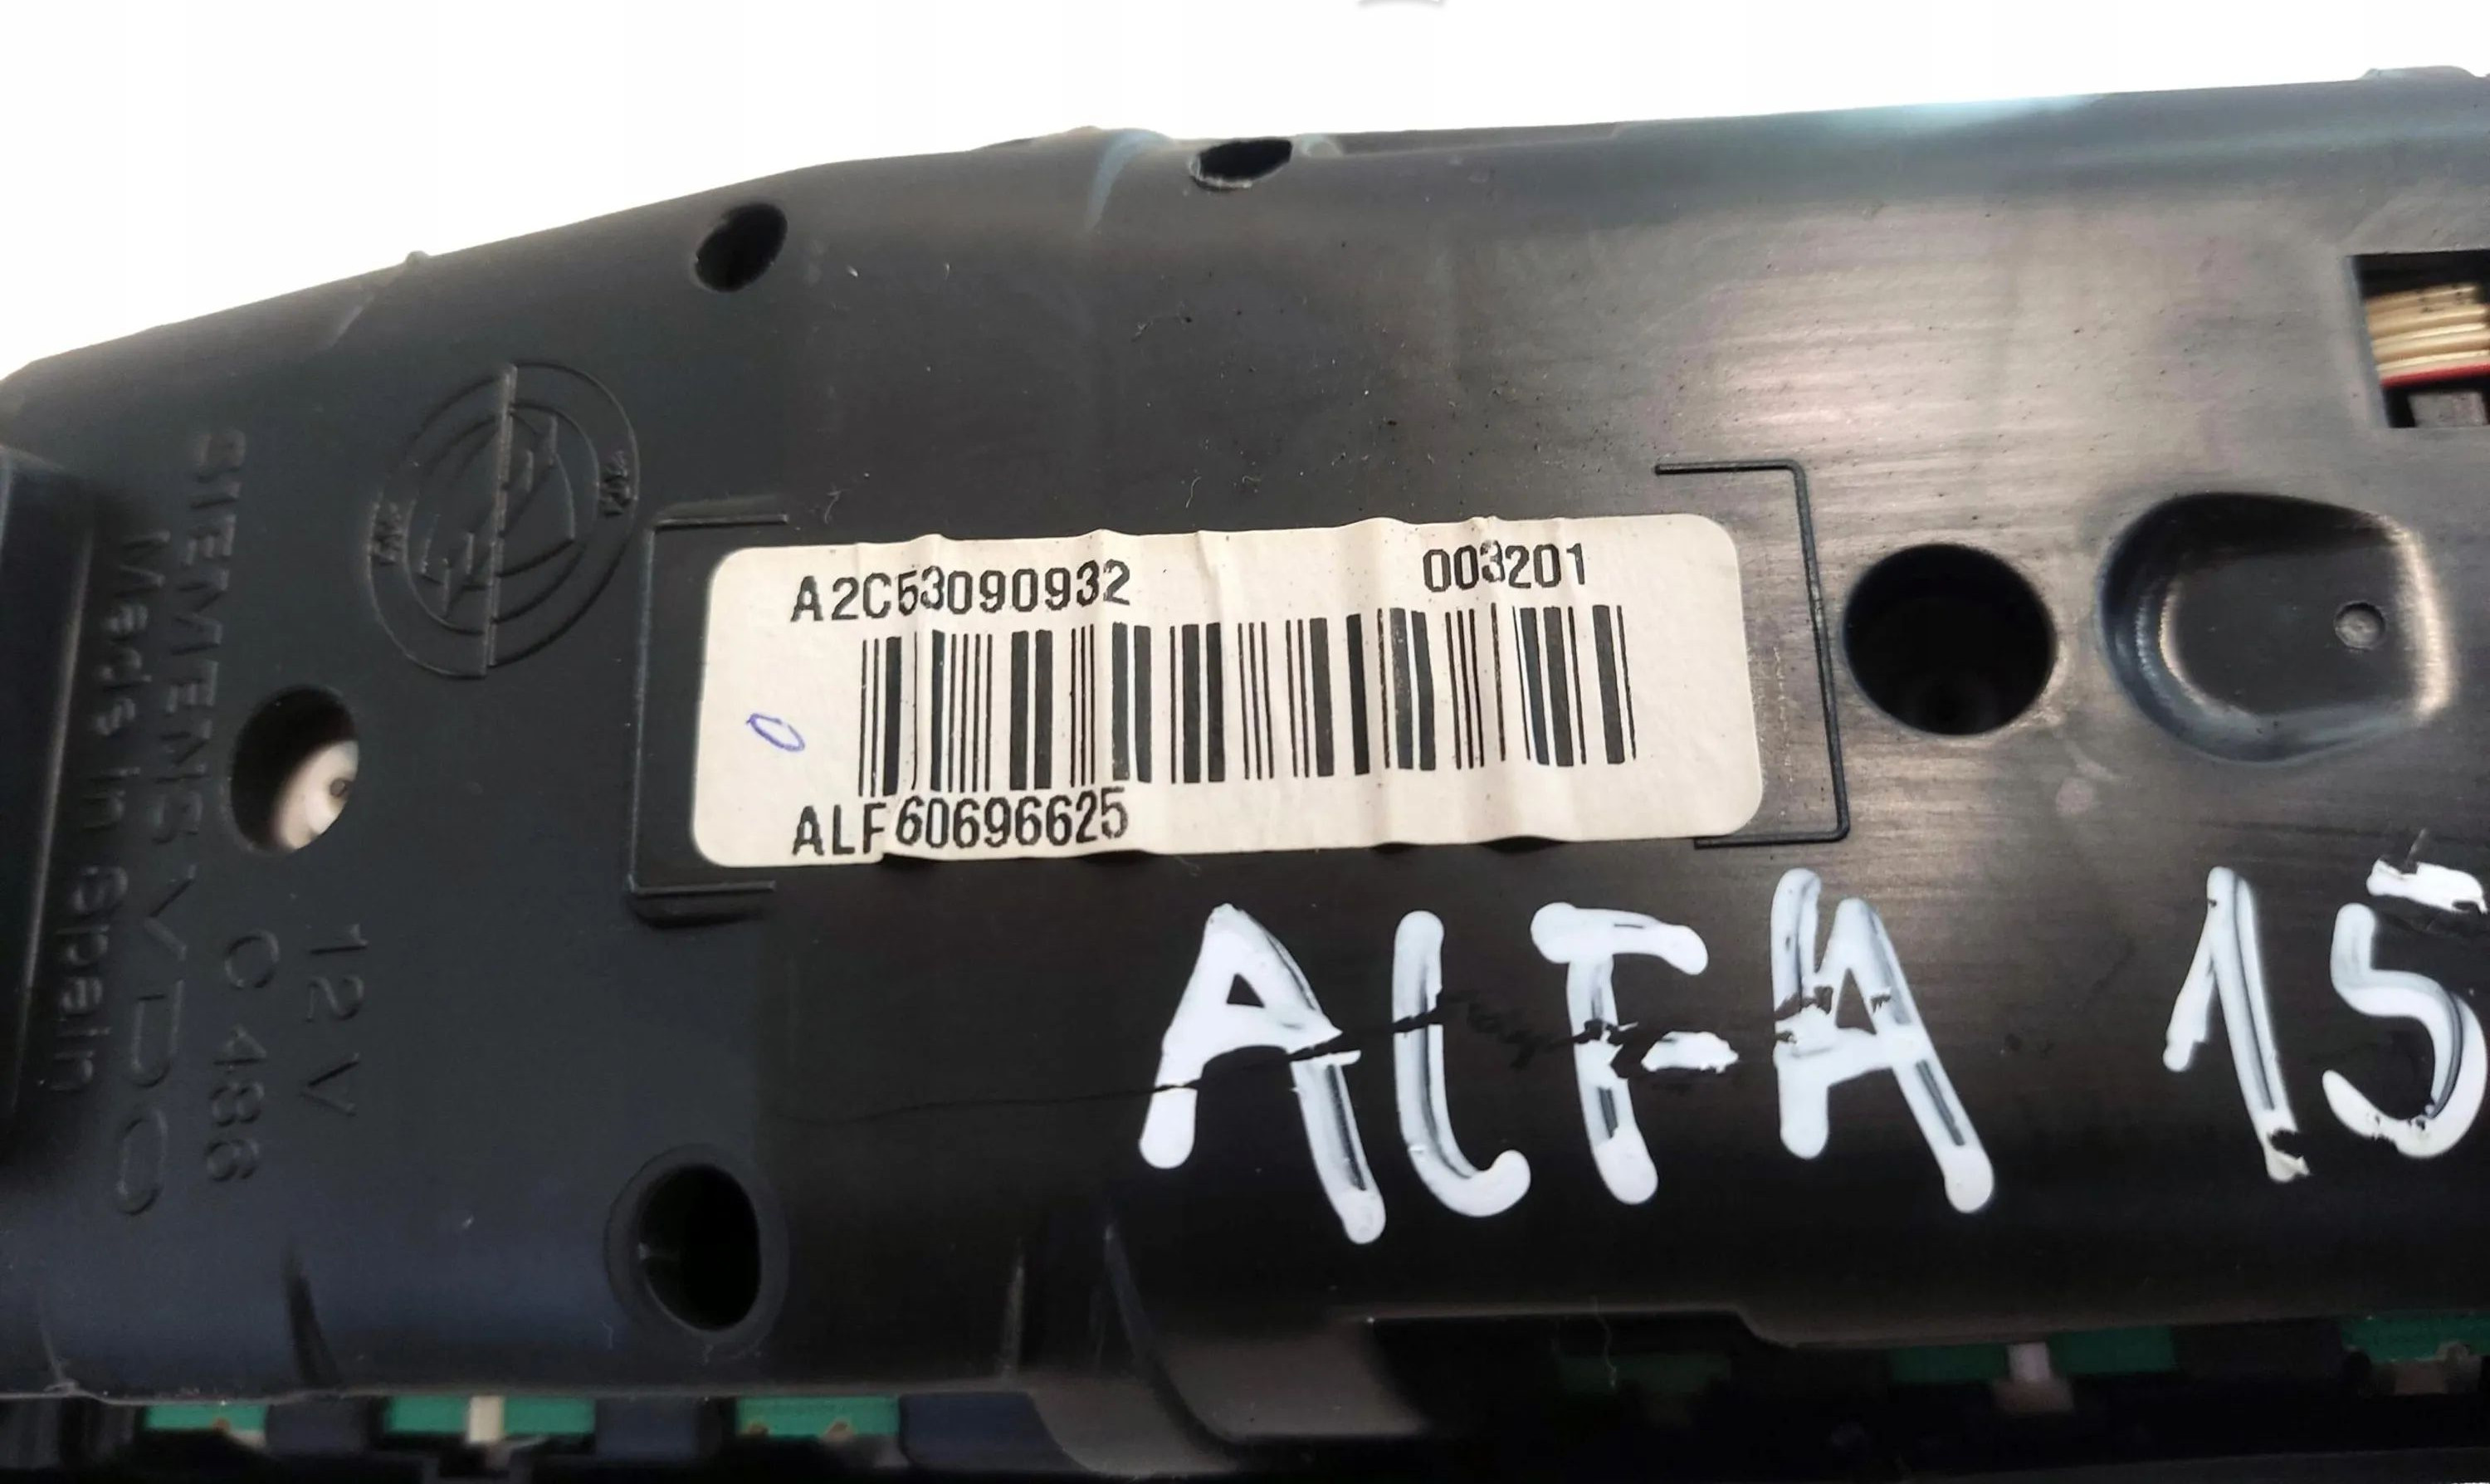 A2C53090932 003201
ALF60696625
ALFA 15
SIEMENS VDO
Made in Spain
12 V
C 486